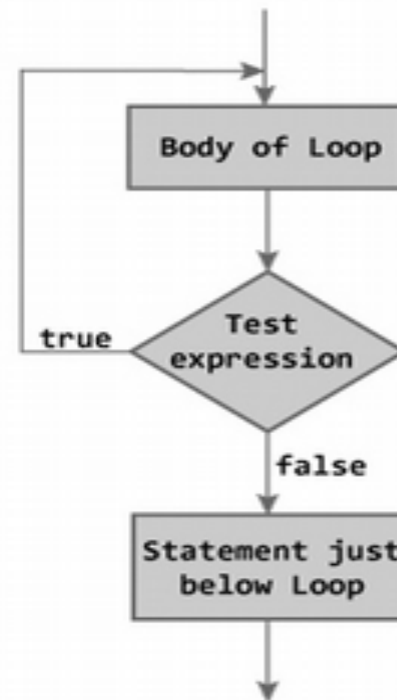 Body of Loop
Test
expression
true
false
Statement just
below Loop